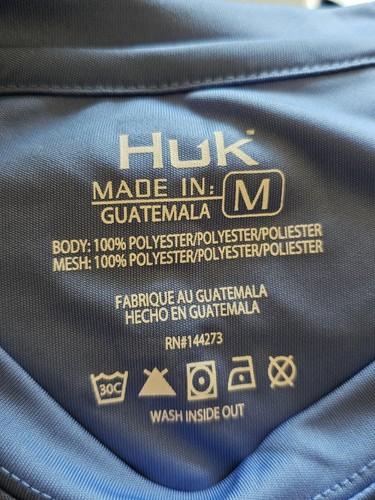 HUK
MADE IN: M
GUATEMALA
BODY: 100% POLYESTER/POLYESTER/POLIESTER
MESH: 100% POLYESTER/POLYESTER/POLIESTER
FABRIQUE AU GUATEMALA
HECHO EN GUATEMALA
RN#144273
30C
WASH INSIDE OUT